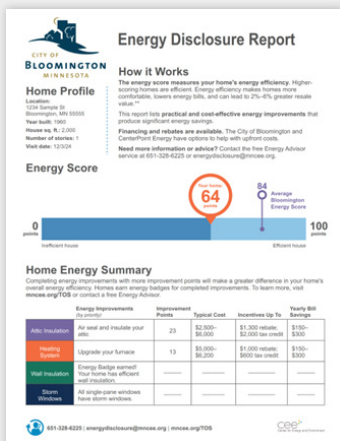 CITY OF
BLOOMINGTON
MINNESOTA
Energy Disclosure Report
Home Profile
Location:
1234 Sample St
Bloomington, MN 55555
Year built: 1960
House sq. ft.: 2,000
Number of stories: 1
Visit date: 12/3/24
How it Works
The energy score measures your home's energy efficiency. Higher-
scoring homes are efficient. Energy efficiency makes homes more
comfortable, lowers energy bills, and can lead to 2%–6% greater resale
value.**
This report lists practical and cost-effective energy improvements that
produce significant energy savings.
Financing and rebates are available. The City of Bloomington and
CenterPoint Energy have options to help with upfront costs.
Need more information or advice? Contact the free Energy Advisor
service at 651-328-6225 or energydisclosure@mncee.org.
Energy Score
Your home:
64
points
84
Average
Bloomington
Energy Score
0
points
100
points
Inefficient house
Efficient house
Home Energy Summary
Completing energy improvements with more improvement points will make a greater difference in your home's
overall energy efficiency. Homes earn energy badges for completed improvements. To learn more, visit
mncee.org/TOS or contact a free Energy Advisor.
Energy Improvements (by priority) Improvement Points Typical Cost Incentives Up To Yearly Bill Savings
Attic Insulation Air seal and insulate your attic 23 $2,500–$6,000 $1,300 rebate; $2,000 tax credit $150–$300
Heating System Upgrade your furnace 13 $5,000–$6,200 $1,000 rebate; $600 tax credit $150–$300
Wall Insulation Energy Badge earned! Your home has efficient wall insulation.
Storm Windows All single-pane windows have storm windows.
651-328-6225 | energydisclosure@mncee.org | mncee.org/TOS
cee
Center for Energy and Environment